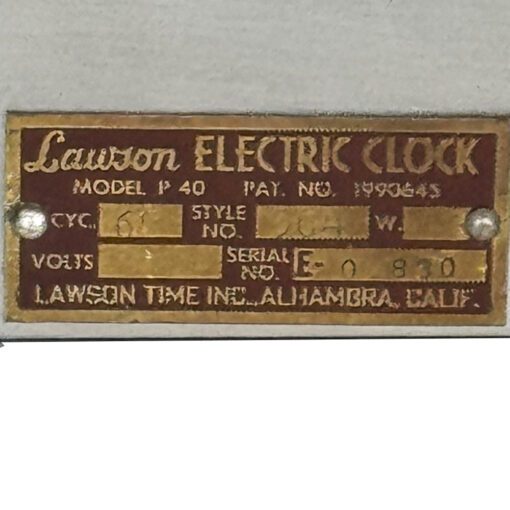 Lawson ELECTRIC CLOCK
MODEL P 40 PAT. NO. 1990645
CYC. STYLE NO. W.
VOLTS SERIAL NO. E-0 830
LAWSON TIME INC., ALHAMBRA, CALIF.